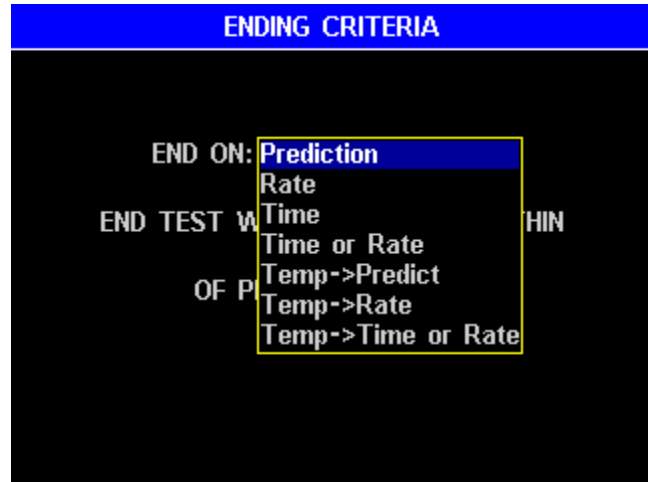 ENDING CRITERIA
END ON: Prediction
Rate
END TEST W Time HIN
Time or Rate
OF P Temp->Predict
Temp->Rate
Temp->Time or Rate